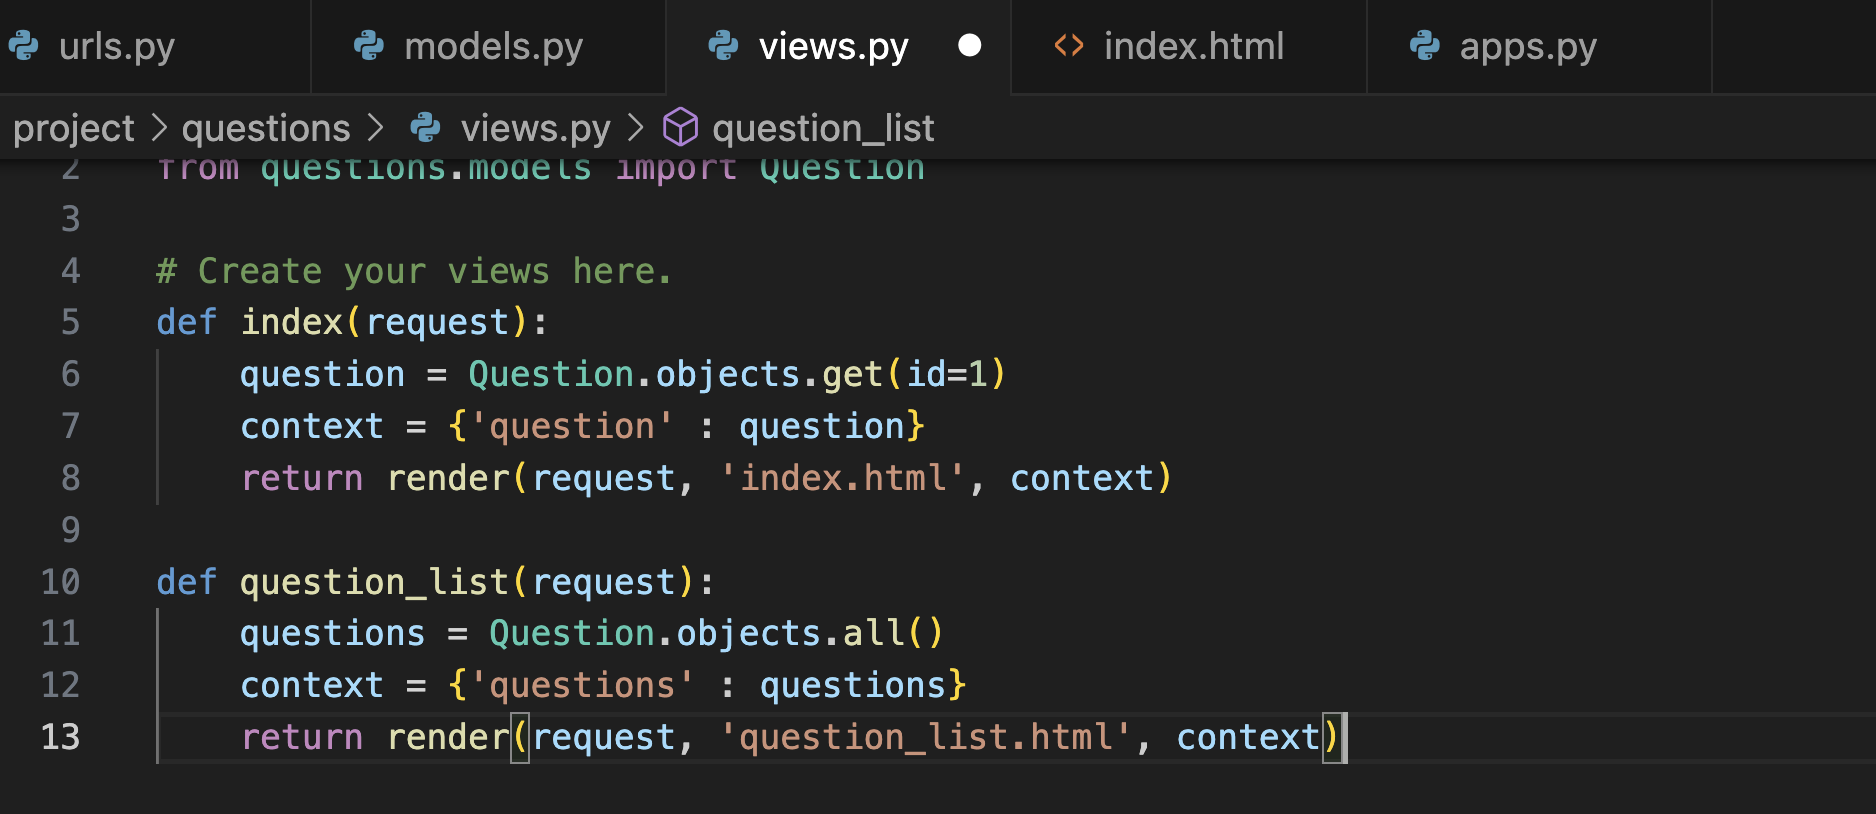 urls.py models.py views.py index.html apps.py
project > questions > views.py > question_list
2 from questions.models import Question
3
4 # Create your views here.
5 def index(request):
6     question = Question.objects.get(id=1)
7     context = {'question' : question}
8     return render(request, 'index.html', context)
9
10 def question_list(request):
11     questions = Question.objects.all()
12     context = {'questions' : questions}
13     return render(request, 'question_list.html', context)